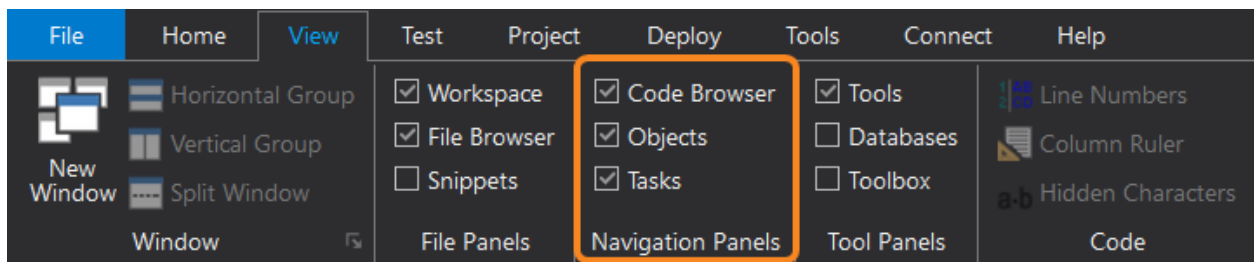 File Home View Test Project Deploy Tools Connect Help
New
Window
Horizontal Group
Vertical Group
Split Window
Window
Workspace
File Browser
Snippets
File Panels
Code Browser
Objects
Tasks
Navigation Panels
Tools
Databases
Toolbox
Tool Panels
Line Numbers
Column Ruler
a-b Hidden Characters
Code